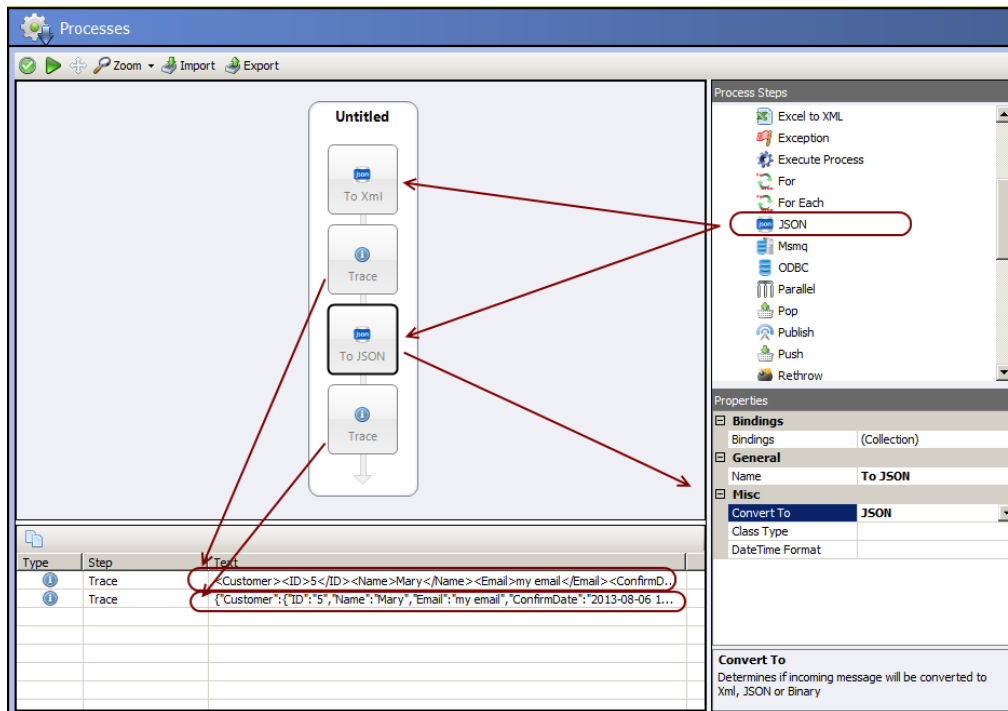 Processes
Zoom Import Export
Untitled
json
To Xml
Trace
json
To JSON
Trace
Process Steps
Excel to XML
Exception
Execute Process
For
For Each
json JSON
Msmq
ODBC
Parallel
Pop
Publish
Push
Rethrow
Properties
Bindings
Bindings (Collection)
General
Name To JSON
Misc
Convert To JSON
Class Type
DateTime Format
Type Step Text
Trace <Customer><ID>5</ID><Name>Mary</Name><Email>my email</Email><ConfirmD...
Trace {"Customer":{"ID":"5","Name":"Mary","Email":"my email","ConfirmDate":"2013-08-06 1...
Convert To
Determines if incoming message will be converted to
Xml, JSON or Binary